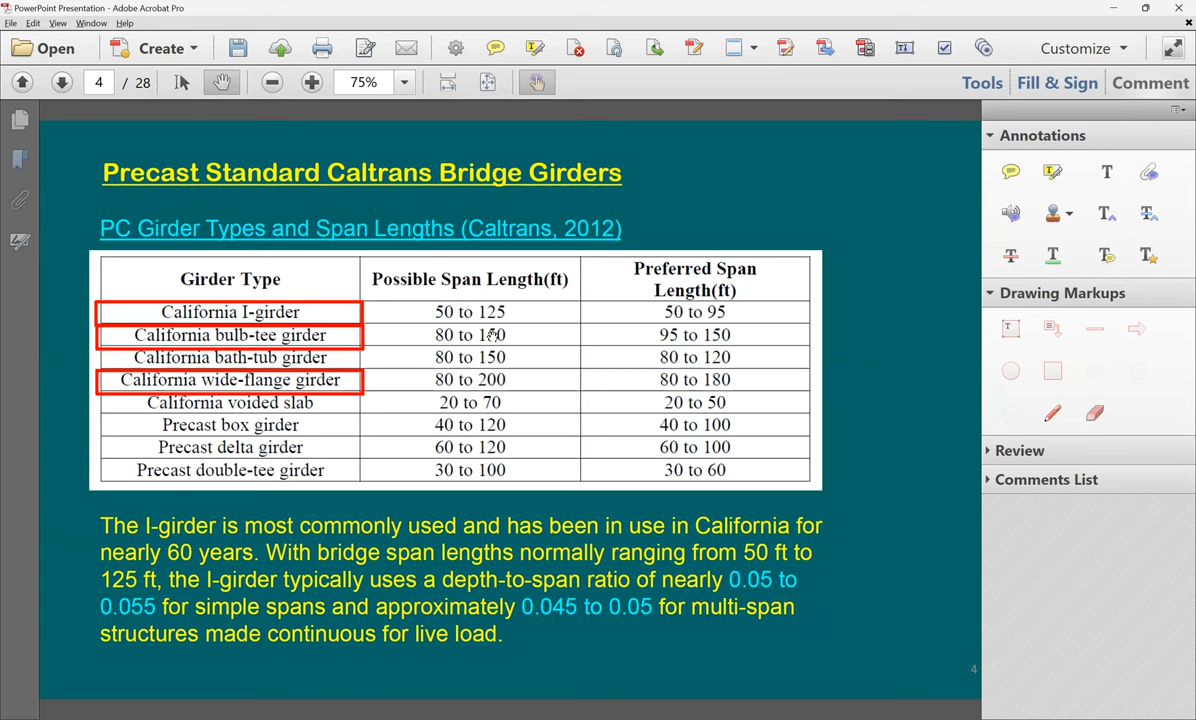 PowerPoint Presentation - Adobe Acrobat Pro
File Edit View Window Help
Open Create Customize
4 / 28 75% Tools Fill & Sign Comment
Precast Standard Caltrans Bridge Girders
PC Girder Types and Span Lengths (Caltrans, 2012)
Girder Type Possible Span Length(ft) Preferred Span Length(ft)
California I-girder 50 to 125 50 to 95
California bulb-tee girder 80 to 95 to 150
California bath-tub girder 80 to 150 80 to 120
California wide-flange girder 80 to 200 80 to 180
California voided slab 20 to 70 20 to 50
Precast box girder 40 to 120 40 to 100
Precast delta girder 60 to 120 60 to 100
Precast double-tee girder 30 to 100 30 to 60
The I-girder is most commonly used and has been in use in California for
nearly 60 years. With bridge span lengths normally ranging from 50 ft to
125 ft, the I-girder typically uses a depth-to-span ratio of nearly 0.05 to
0.055 for simple spans and approximately 0.045 to 0.05 for multi-span
structures made continuous for live load.
4
Annotations
Drawing Markups
Review
Comments List